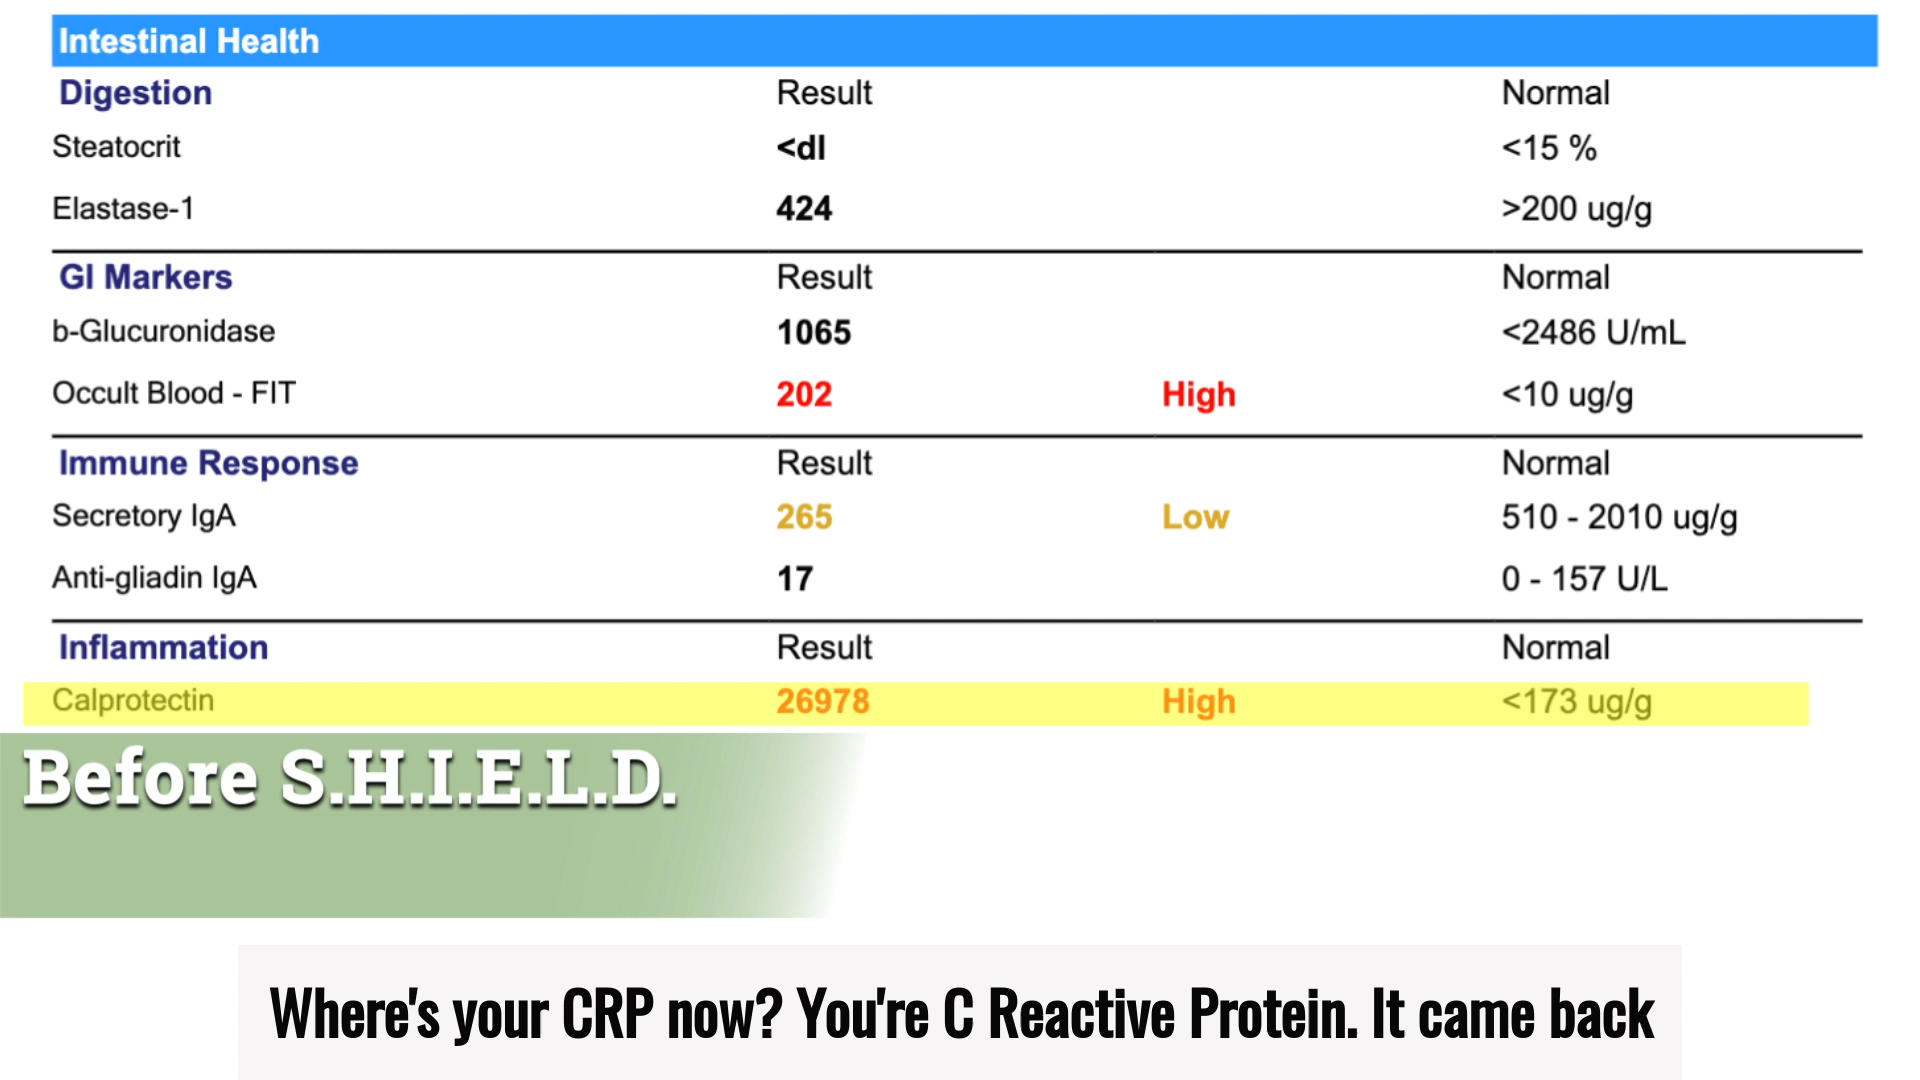 Intestinal Health
Digestion Result Normal
Steatocrit <dl <15 %
Elastase-1 424 >200 ug/g
GI Markers Result Normal
b-Glucuronidase 1065 <2486 U/mL
Occult Blood - FIT 202 High <10 ug/g
Immune Response Result Normal
Secretory IgA 265 Low 510 - 2010 ug/g
Anti-gliadin IgA 17 0 - 157 U/L
Inflammation Result Normal
Calprotectin 26978 High <173 ug/g
Before S.H.I.E.L.D.
Where's your CRP now? You're C Reactive Protein. It came back